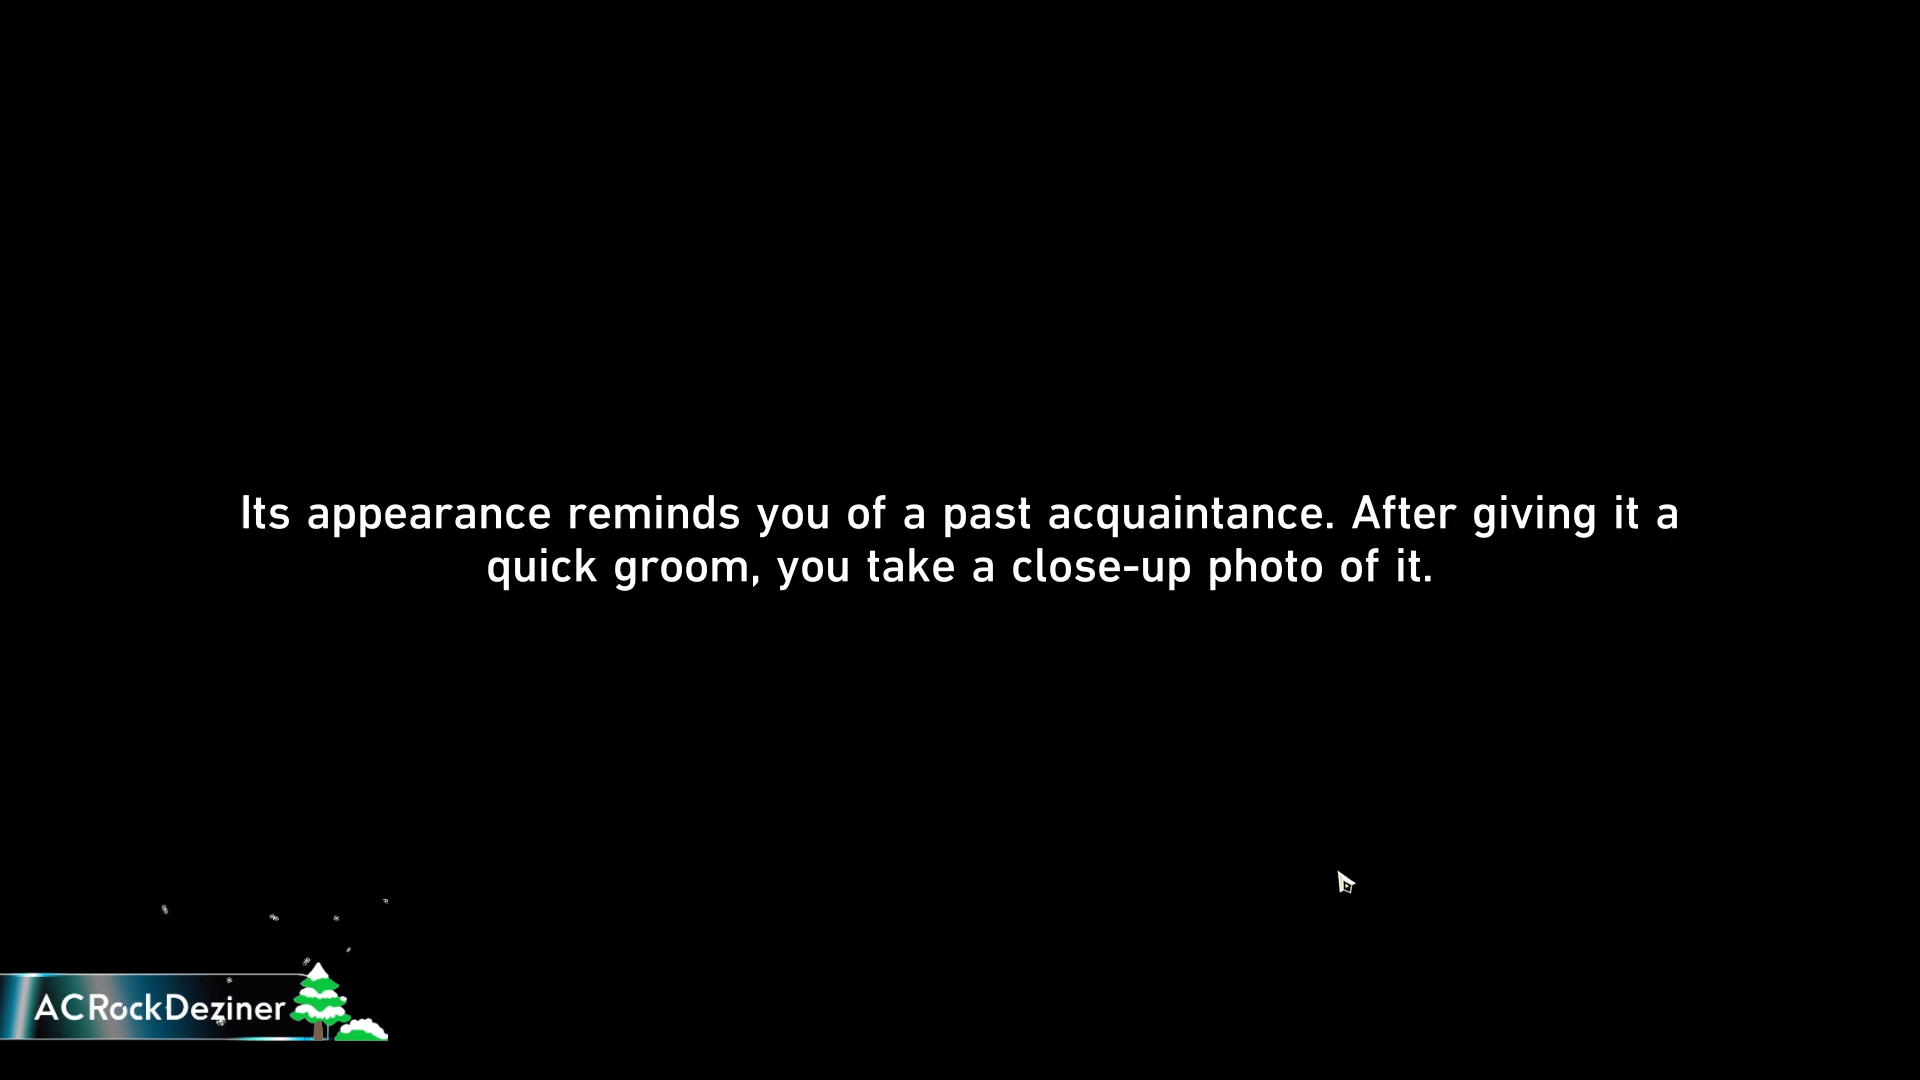 Its appearance reminds you of a past acquaintance. After giving it a
quick groom, you take a close-up photo of it.
ACRockDeziner